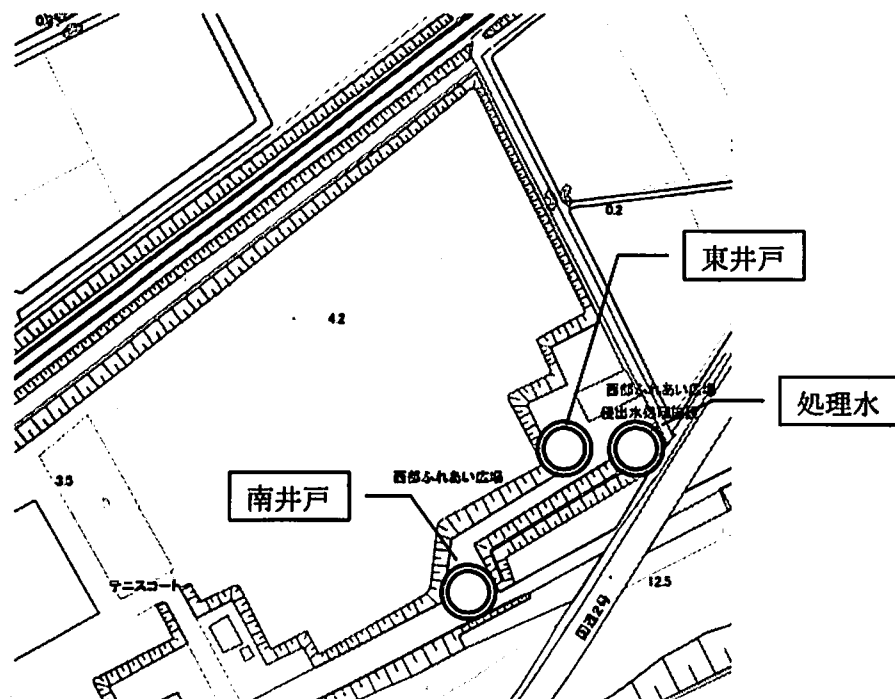 0.2
東井戸
4.2
西部ふれあい広場
浸出水処理施設
処理水
3.5
西部ふれあい広場
南井戸
テニスコート
12.5
国道2号